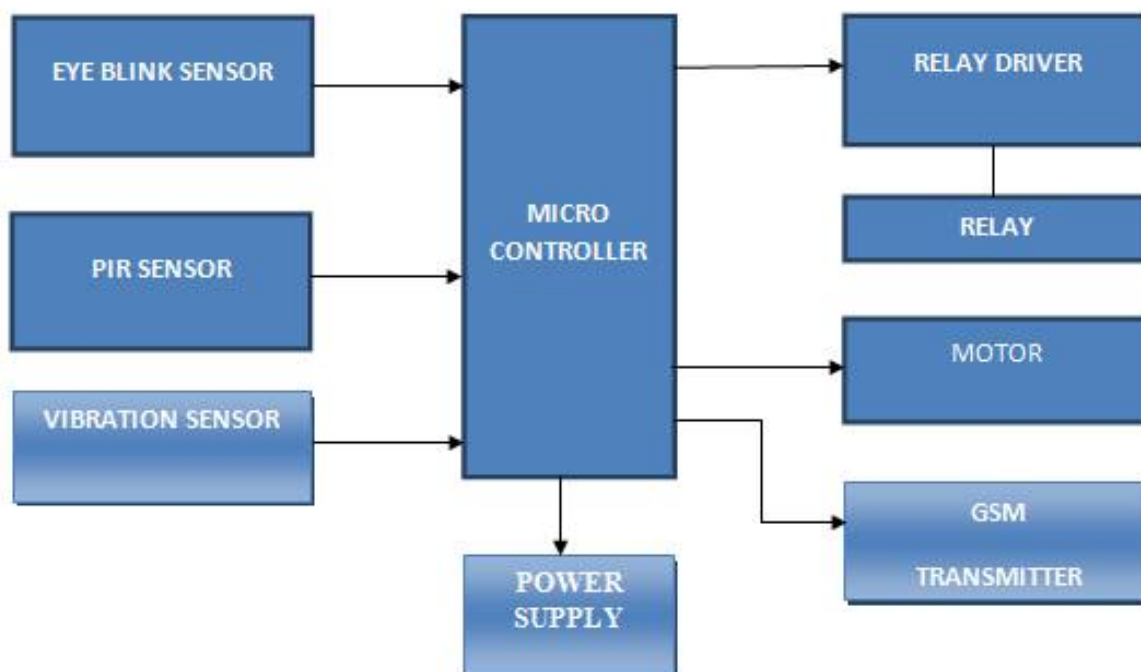 EYE BLINK SENSOR
PIR SENSOR
VIBRATION SENSOR
MICRO
CONTROLLER
POWER
SUPPLY
RELAY DRIVER
RELAY
MOTOR
GSM
TRANSMITTER